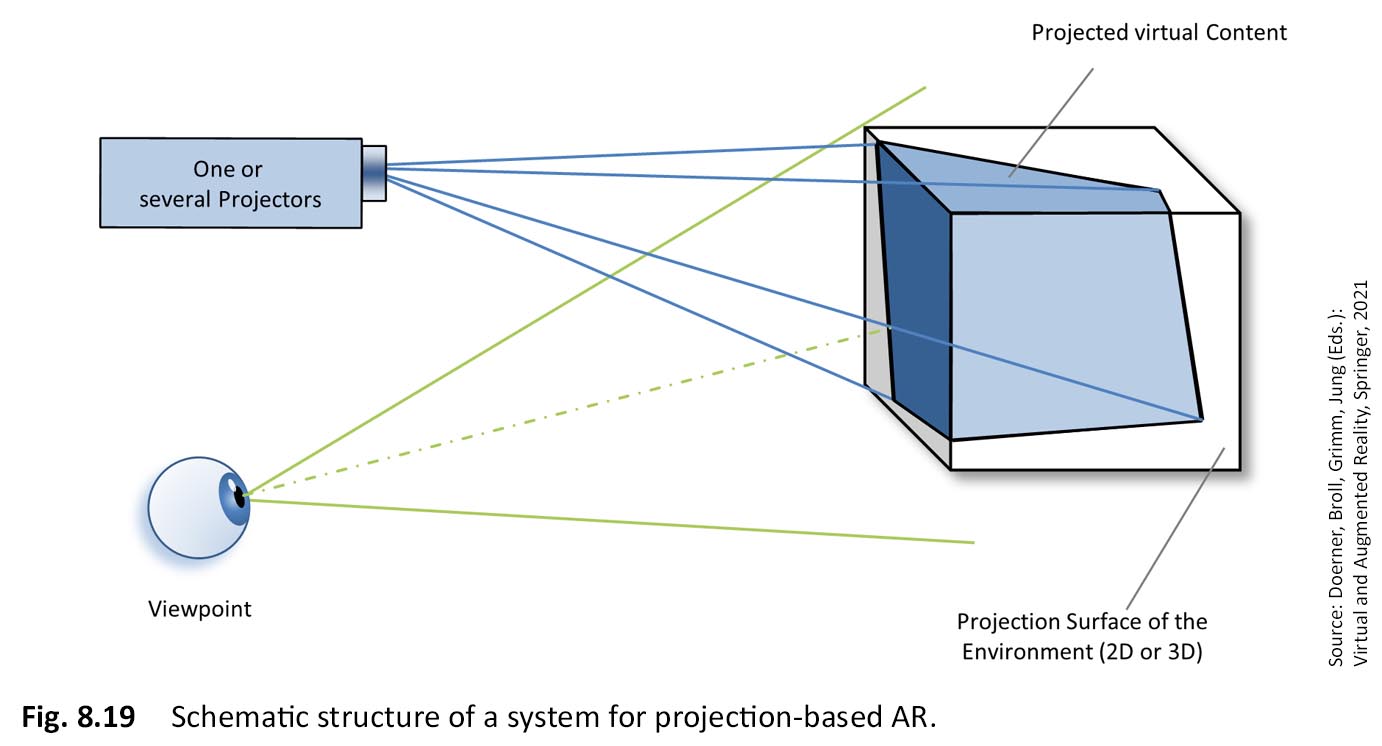 Projected virtual Content
One or
several Projectors
Viewpoint
Projection Surface of the
Environment (2D or 3D)
Source: Doerner, Broll, Grimm, Jung (Eds.):
Virtual and Augmented Reality, Springer, 2021
Fig. 8.19 Schematic structure of a system for projection-based AR.